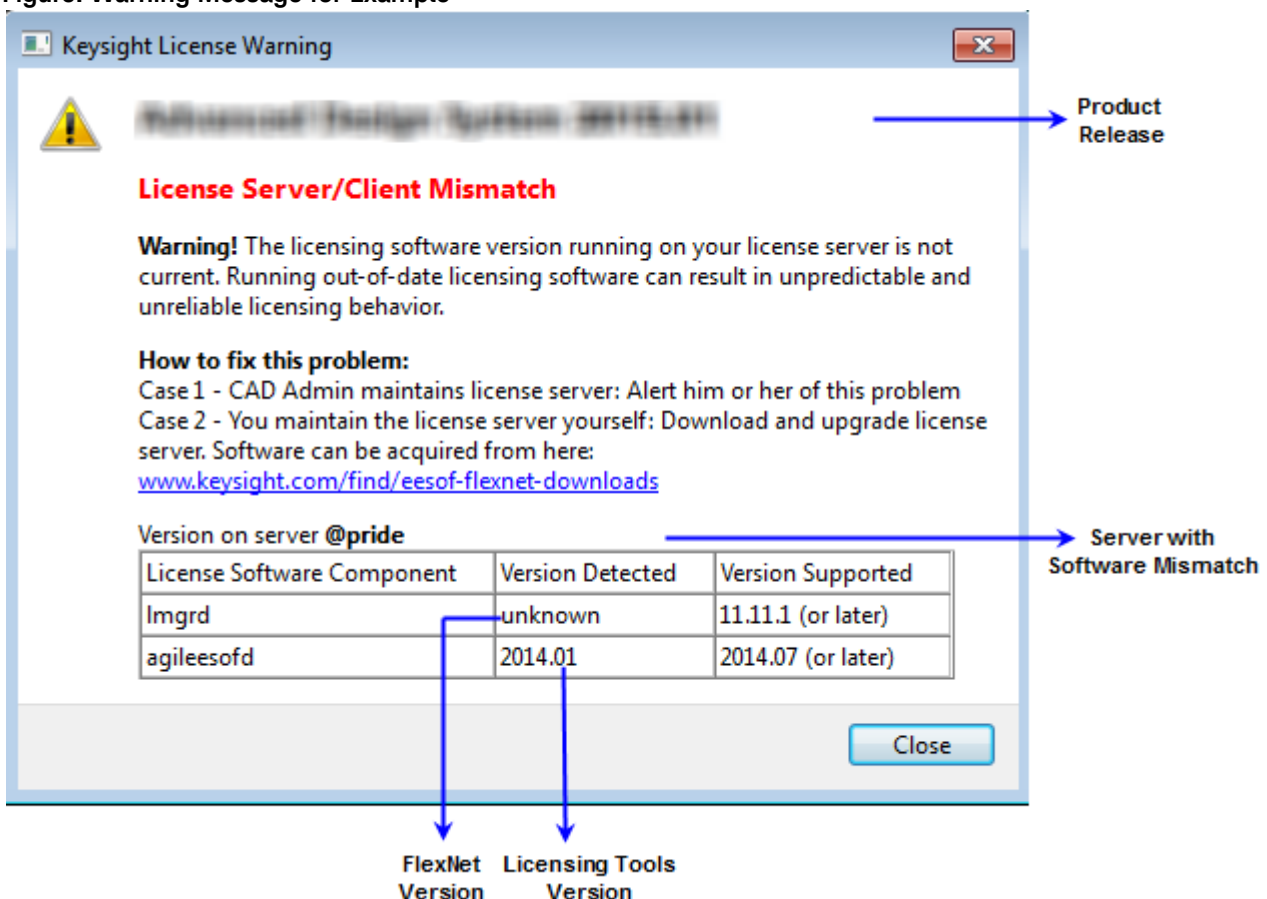 Figure: Warning Message for Example
Keysight License Warning
Product
Release
License Server/Client Mismatch
Warning! The licensing software version running on your license server is not
current. Running out-of-date licensing software can result in unpredictable and
unreliable licensing behavior.
How to fix this problem:
Case 1 - CAD Admin maintains license server: Alert him or her of this problem
Case 2 - You maintain the license server yourself: Download and upgrade license
server. Software can be acquired from here:
www.keysight.com/find/eesof-flexnet-downloads
Version on server @pride
Server with
Software Mismatch
License Software Component Version Detected Version Supported
lmgrd unknown 11.11.1 (or later)
agileesofd 2014.01 2014.07 (or later)
Close
FlexNet
Version
Licensing Tools
Version